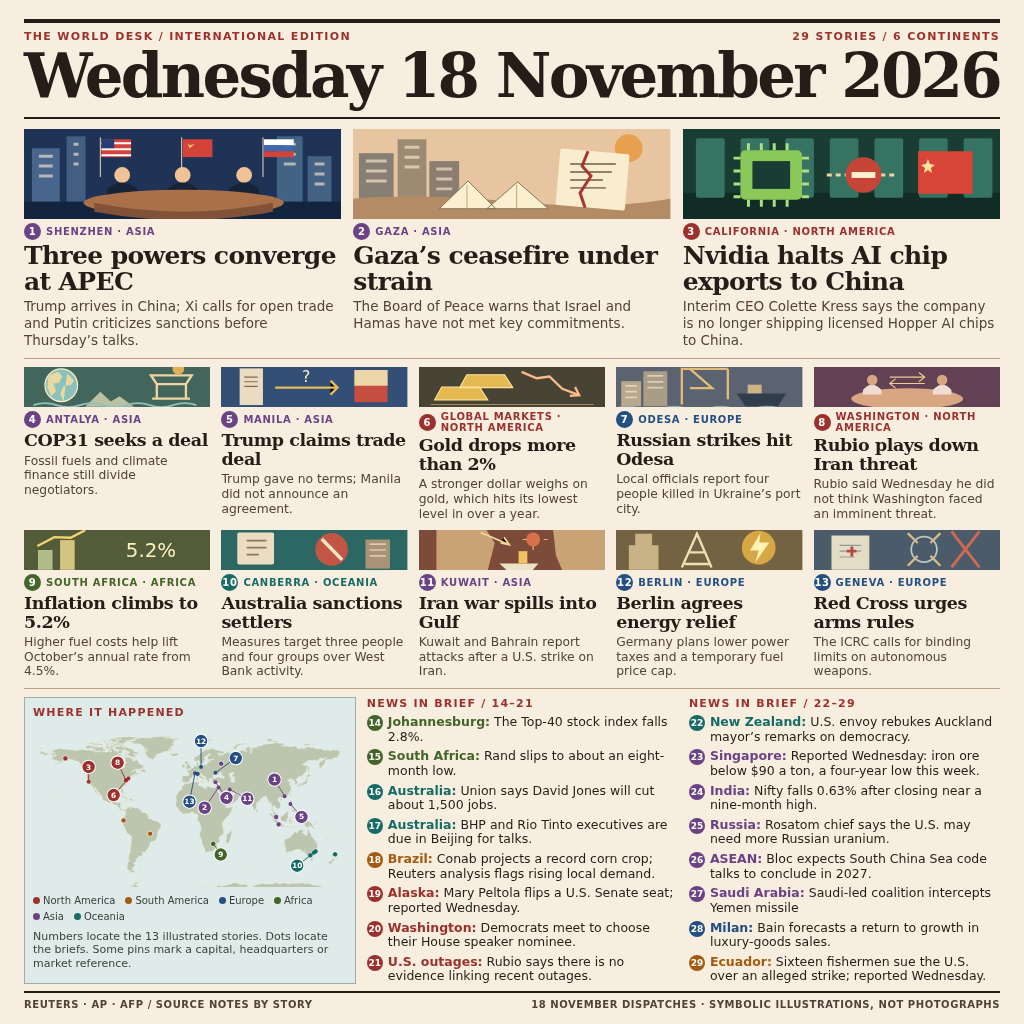 THE WORLD DESK / INTERNATIONAL EDITION
29 STORIES / 6 CONTINENTS
Wednesday 18 November 2026
1 SHENZHEN · ASIA
Three powers converge
at APEC
Trump arrives in China; Xi calls for open trade
and Putin criticizes sanctions before
Thursday’s talks.
2 GAZA · ASIA
Gaza’s ceasefire under
strain
The Board of Peace warns that Israel and
Hamas have not met key commitments.
3 CALIFORNIA · NORTH AMERICA
Nvidia halts AI chip
exports to China
Interim CEO Colette Kress says the company
is no longer shipping licensed Hopper AI chips
to China.
4 ANTALYA · ASIA
COP31 seeks a deal
Fossil fuels and climate
finance still divide
negotiators.
?
5 MANILA · ASIA
Trump claims trade
deal
Trump gave no terms; Manila
did not announce an
agreement.
6 GLOBAL MARKETS ·
NORTH AMERICA
Gold drops more
than 2%
A stronger dollar weighs on
gold, which hits its lowest
level in over a year.
7 ODESA · EUROPE
Russian strikes hit
Odesa
Local officials report four
people killed in Ukraine’s port
city.
8 WASHINGTON · NORTH
AMERICA
Rubio plays down
Iran threat
Rubio said Wednesday he did
not think Washington faced
an imminent threat.
5.2%
9 SOUTH AFRICA · AFRICA
Inflation climbs to
5.2%
Higher fuel costs help lift
October’s annual rate from
4.5%.
10 CANBERRA · OCEANIA
Australia sanctions
settlers
Measures target three people
and four groups over West
Bank activity.
11 KUWAIT · ASIA
Iran war spills into
Gulf
Kuwait and Bahrain report
attacks after a U.S. strike on
Iran.
12 BERLIN · EUROPE
Berlin agrees
energy relief
Germany plans lower power
taxes and a temporary fuel
price cap.
13 GENEVA · EUROPE
Red Cross urges
arms rules
The ICRC calls for binding
limits on autonomous
weapons.
WHERE IT HAPPENED
12
3
8
7
1
6
13
2
4
11
5
9
10
North America South America Europe Africa
Asia Oceania
Numbers locate the 13 illustrated stories. Dots locate
the briefs. Some pins mark a capital, headquarters or
market reference.
NEWS IN BRIEF / 14–21
14 Johannesburg: The Top-40 stock index falls
2.8%.
15 South Africa: Rand slips to about an eight-
month low.
16 Australia: Union says David Jones will cut
about 1,500 jobs.
17 Australia: BHP and Rio Tinto executives are
due in Beijing for talks.
18 Brazil: Conab projects a record corn crop;
Reuters analysis flags rising local demand.
19 Alaska: Mary Peltola flips a U.S. Senate seat;
reported Wednesday.
20 Washington: Democrats meet to choose
their House speaker nominee.
21 U.S. outages: Rubio says there is no
evidence linking recent outages.
NEWS IN BRIEF / 22–29
22 New Zealand: U.S. envoy rebukes Auckland
mayor’s remarks on democracy.
23 Singapore: Reported Wednesday: iron ore
below $90 a ton, a four-year low this week.
24 India: Nifty falls 0.63% after closing near a
nine-month high.
25 Russia: Rosatom chief says the U.S. may
need more Russian uranium.
26 ASEAN: Bloc expects South China Sea code
talks to conclude in 2027.
27 Saudi Arabia: Saudi-led coalition intercepts
Yemen missile
28 Milan: Bain forecasts a return to growth in
luxury-goods sales.
29 Ecuador: Sixteen fishermen sue the U.S.
over an alleged strike; reported Wednesday.
REUTERS · AP · AFP / SOURCE NOTES BY STORY
18 NOVEMBER DISPATCHES · SYMBOLIC ILLUSTRATIONS, NOT PHOTOGRAPHS